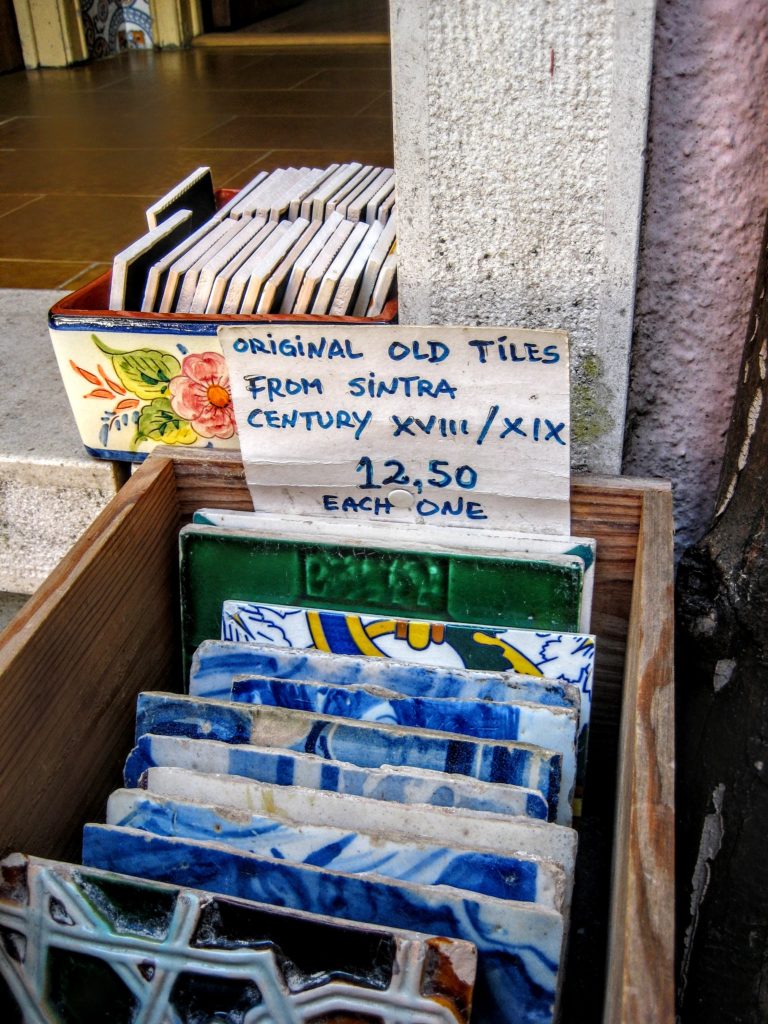 ORIGINAL OLD TILES
FROM SINTRA
CENTURY XVIII/XIX
12,50
EACH ONE